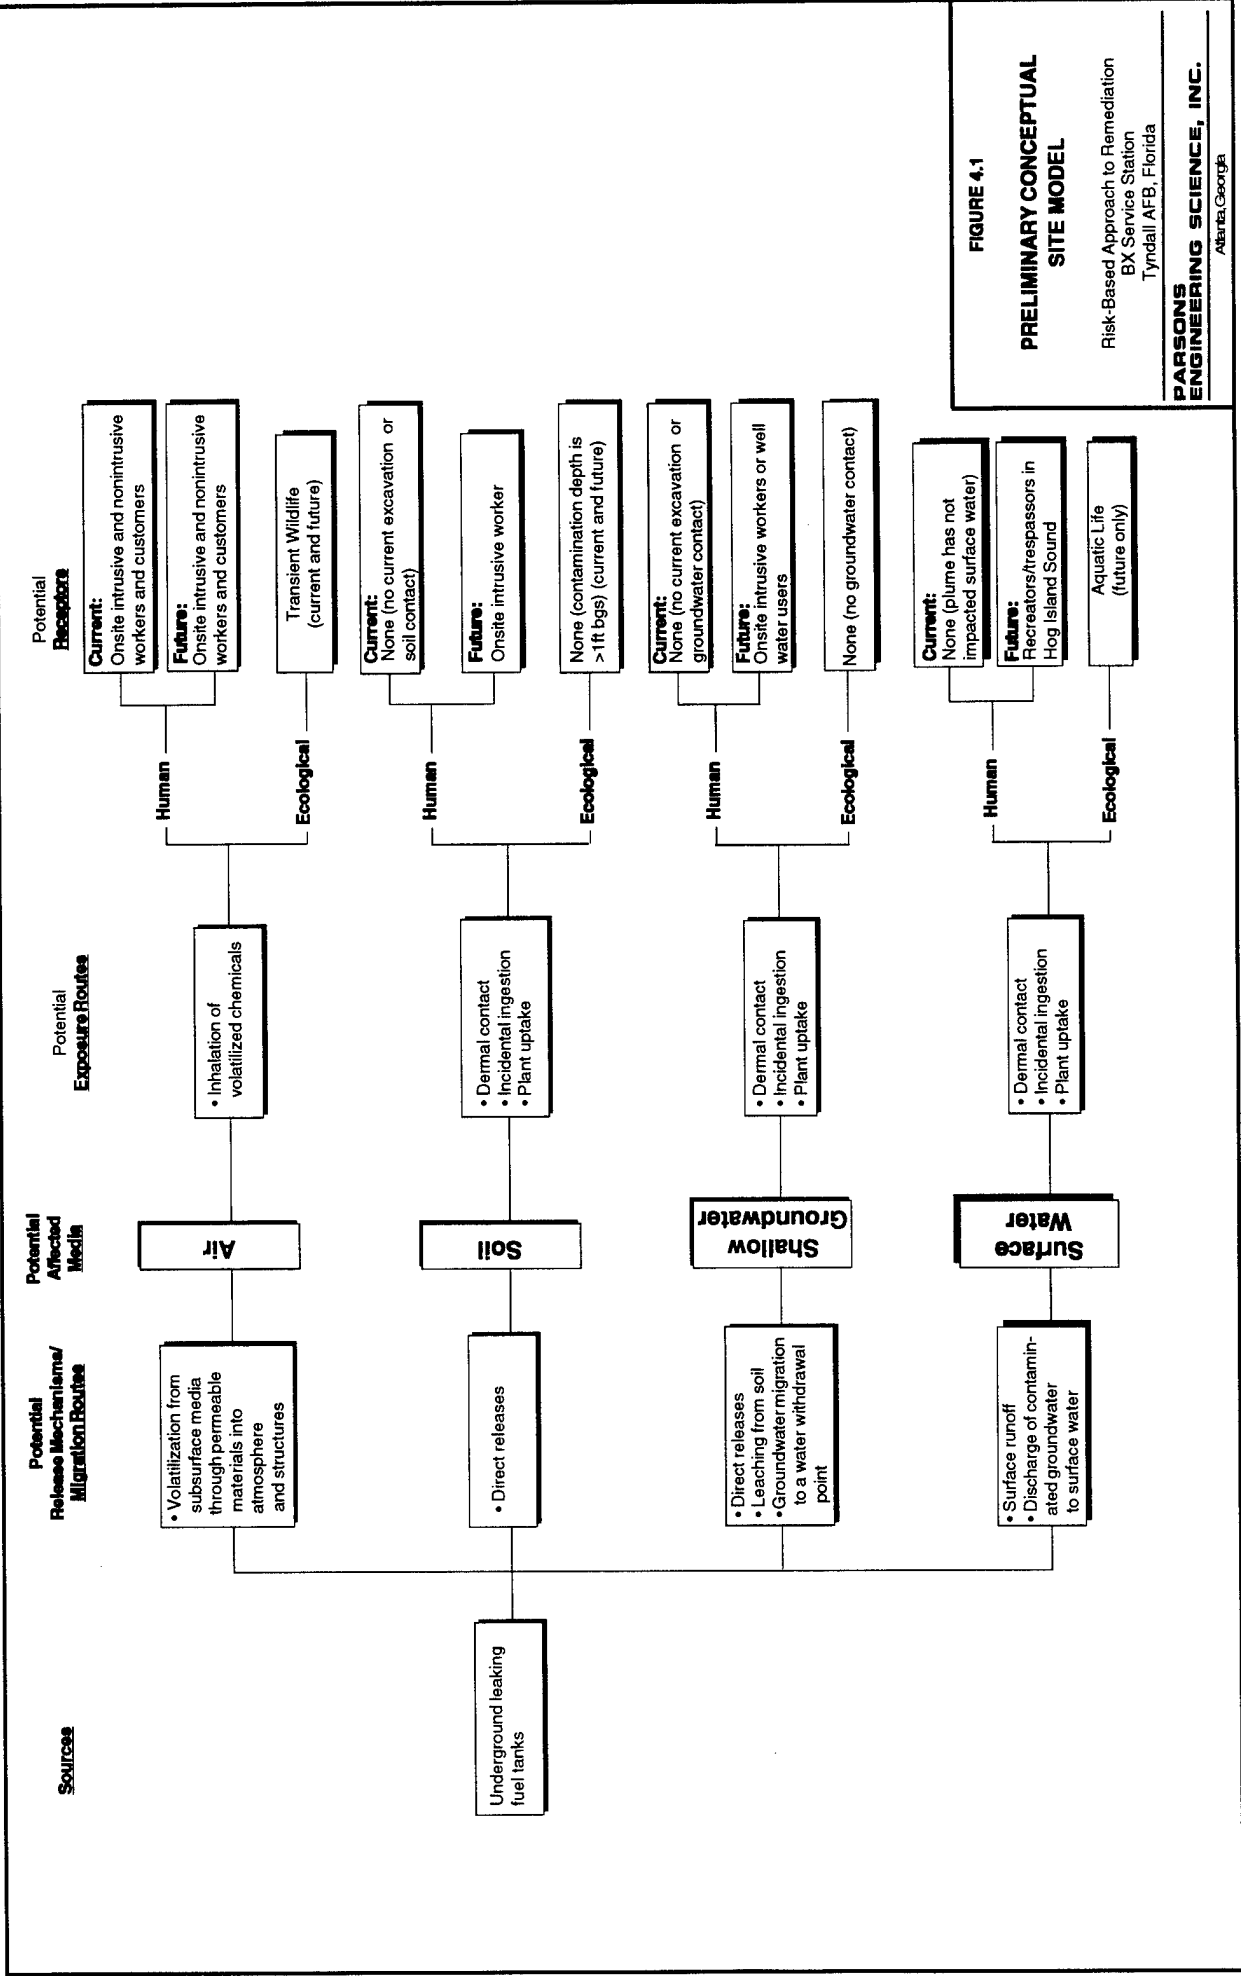 Sources
Potential
Release Mechanisms/
Migration Routes
Potential
Affected
Media
Potential
Exposure Routes
Potential
Receptors
Underground leaking
fuel tanks
• Volatilization from
subsurface media
through permeable
materials into
atmosphere
and structures
Air
• Inhalation of
volatilized chemicals
Human
Current:
Onsite intrusive and nonintrusive
workers and customers
Future:
Onsite intrusive and nonintrusive
workers and customers
Ecological
Transient Wildlife
(current and future)
• Direct releases
Soil
• Dermal contact
• Incidental ingestion
• Plant uptake
Human
Current:
None (no current excavation or
soil contact)
Future:
Onsite intrusive worker
Ecological
None (contamination depth is
>1ft bgs) (current and future)
• Direct releases
• Leaching from soil
•Groundwater migration
to a water withdrawal
point
Shallow
Groundwater
• Dermal contact
• Incidental ingestion
• Plant uptake
Human
Current:
None (no current excavation or
groundwater contact)
Future:
Onsite intrusive workers or well
water users
Ecological
None (no groundwater contact)
• Surface runoff
• Discharge of contamin-
ated groundwater
to surface water
Surface
Water
• Dermal contact
• Incidental ingestion
• Plant uptake
Human
Current:
None (plume has not
impacted surface water)
Future:
Recreators/trespassors in
Hog Island Sound
Ecological
Aquatic Life
(future only)
FIGURE 4.1
PRELIMINARY CONCEPTUAL
SITE MODEL
Risk-Based Approach to Remediation
BX Service Station
Tyndall AFB, Florida
PARSONS
ENGINEERING SCIENCE, INC.
Atlanta, Georgia